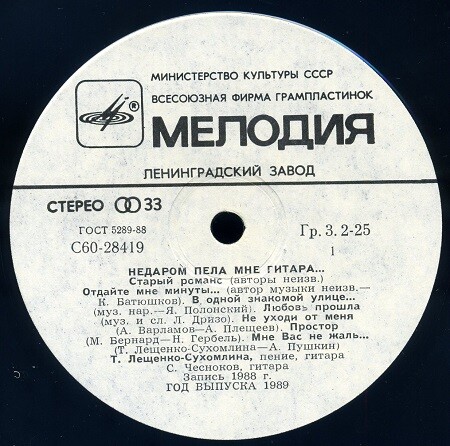 МИНИСТЕРСТВО КУЛЬТУРЫ СССР
ВСЕСОЮЗНАЯ ФИРМА ГРАМПЛАСТИНОК
®
МЕЛОДИЯ
ЛЕНИНГРАДСКИЙ ЗАВОД
СТЕРЕО 33
ГОСТ 5289-88
С60-28419
Гр. 3. 2-25
1
НЕДАРОМ ПЕЛА МНЕ ГИТАРА...
Старый романс (авторы неизв.)
Отдайте мне минуты... (автор музыки неизв.—
К. Батюшков). В одной знакомой улице...
(муз. нар.—Я. Полонский). Любовь прошла
(муз. и сл. Л. Дризо). Не уходи от меня
(А. Варламов—А. Плещеев). Простор
(М. Бернард—Н. Гербель). Мне Вас не жаль...
(Т. Лещенко-Сухомлина—А. Пушкин)
Т. Лещенко-Сухомлина, пение, гитара
С. Чесноков, гитара
Запись 1988 г.
ГОД ВЫПУСКА 1989